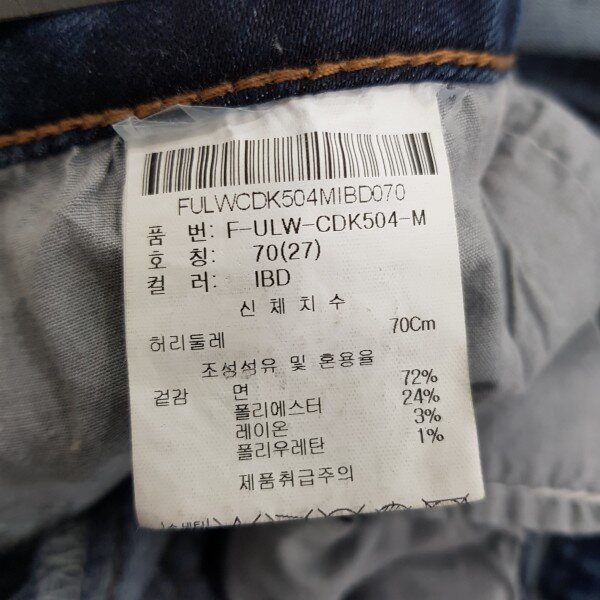 FULWCDK504MIBD070
품 번: F-ULW-CDK504-M
호 칭: 70(27)
컬 러: IBD
신체치수
허리둘레 70Cm
조성섬유 및 혼용율
겉감 면 72%
폴리에스터 24%
레이온 3%
폴리우레탄 1%
제품취급주의